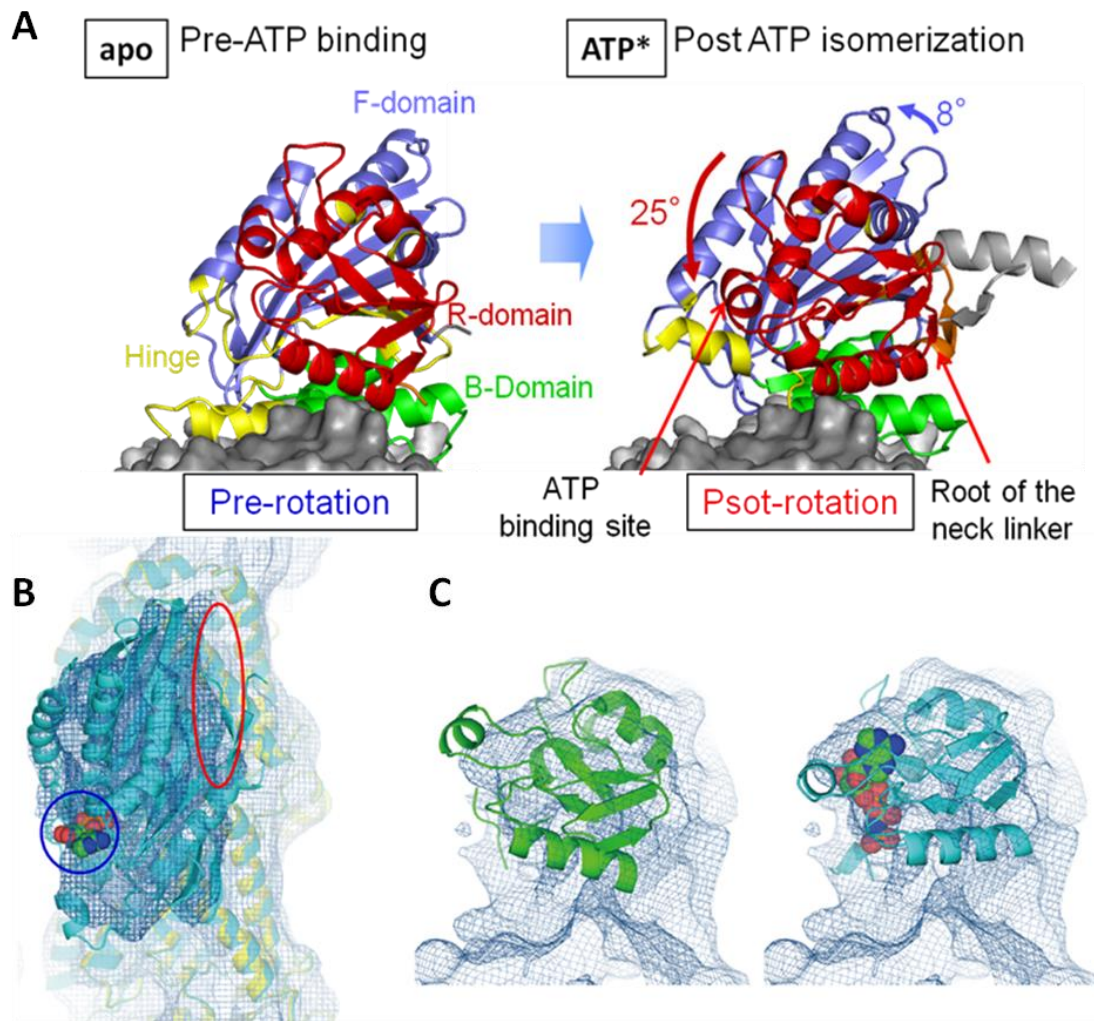 A
apo Pre-ATP binding
ATP* Post ATP isomerization
F-domain
8°
25°
R-domain
Hinge
B-Domain
Pre-rotation
ATP
binding site
Psot-rotation
Root of the
neck linker
B
C